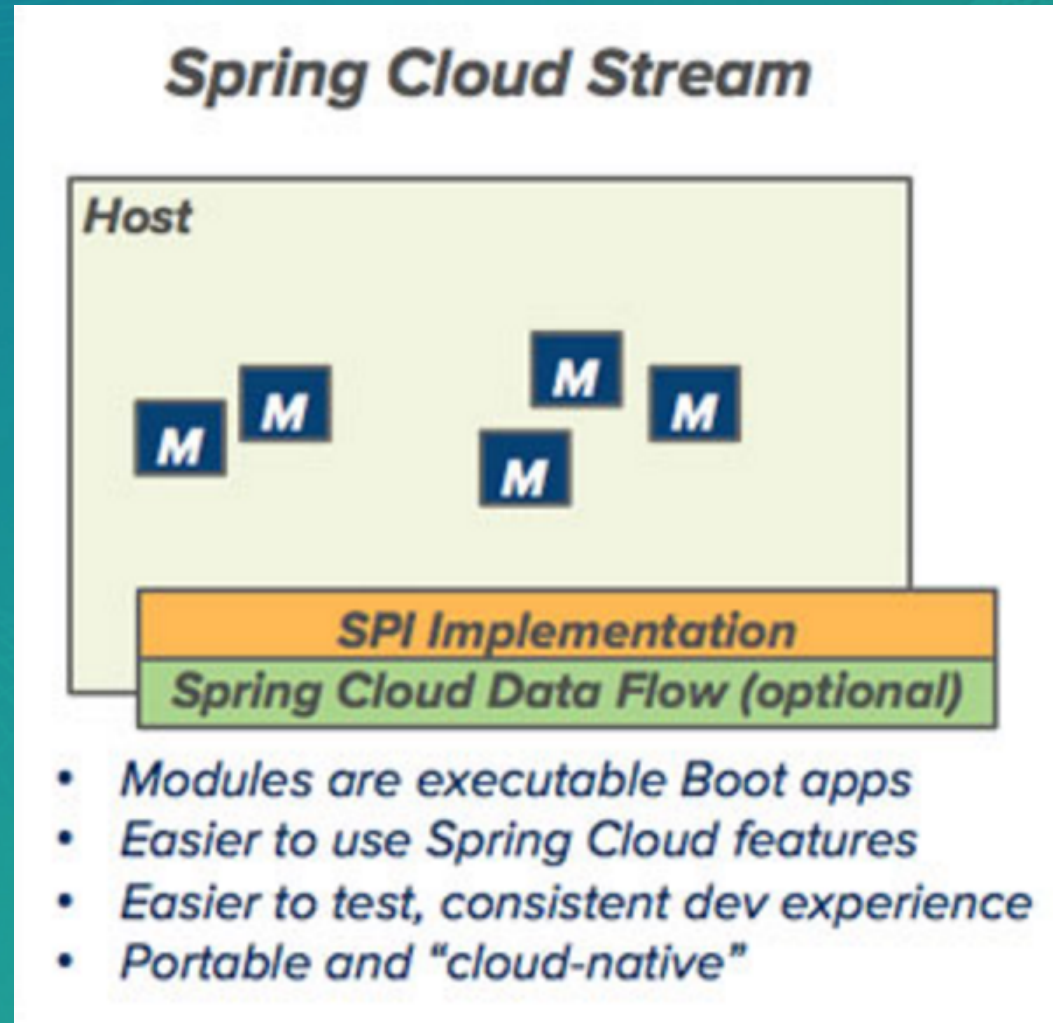 Spring Cloud Stream
Host
M
M
M
M
M
SPI Implementation
Spring Cloud Data Flow (optional)
• Modules are executable Boot apps
• Easier to use Spring Cloud features
• Easier to test, consistent dev experience
• Portable and “cloud-native”